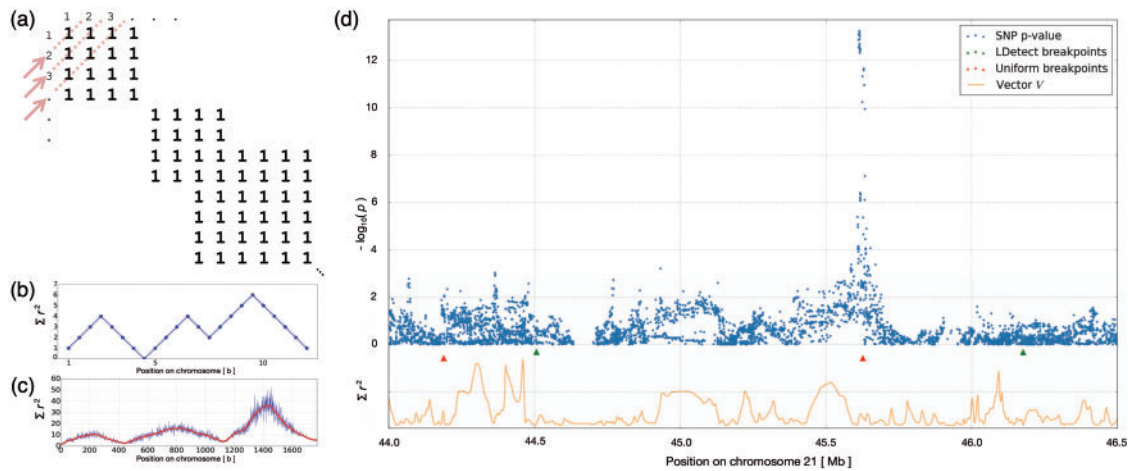 (a)
1 2 3 . . .
1 1 1 1 1
2 1 1 1 1
3 1 1 1 1
. 1 1 1 1
. 1 1 1 1
. 1 1 1 1
1 1 1 1 1 1 1 1
1 1 1 1 1 1 1 1
1 1 1 1 1 1
1 1 1 1 1 1
1 1 1 1 1 1
1 1 1 1 1 1
(b)
Σ r²
7
6
5
4
3
2
1
0
1 5 10
Position on chromosome [ b ]
(c)
Σ r²
60
50
40
30
20
10
0
0 200 400 600 800 1000 1200 1400 1600
Position on chromosome [ b ]
(d)
SNP p-value
LDetect breakpoints
Uniform breakpoints
Vector V
- log₁₀(p)
12
10
8
6
4
2
0
Σ r²
44.0 44.5 45.0 45.5 46.0 46.5
Position on chromosome 21 [ Mb ]